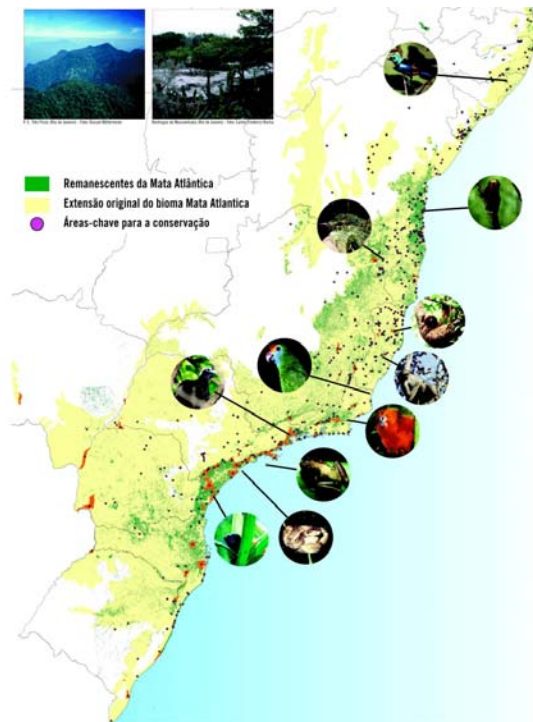 Remanescentes da Mata Atlântica
Extensão original do bioma Mata Atlantica
Áreas-chave para a conservação